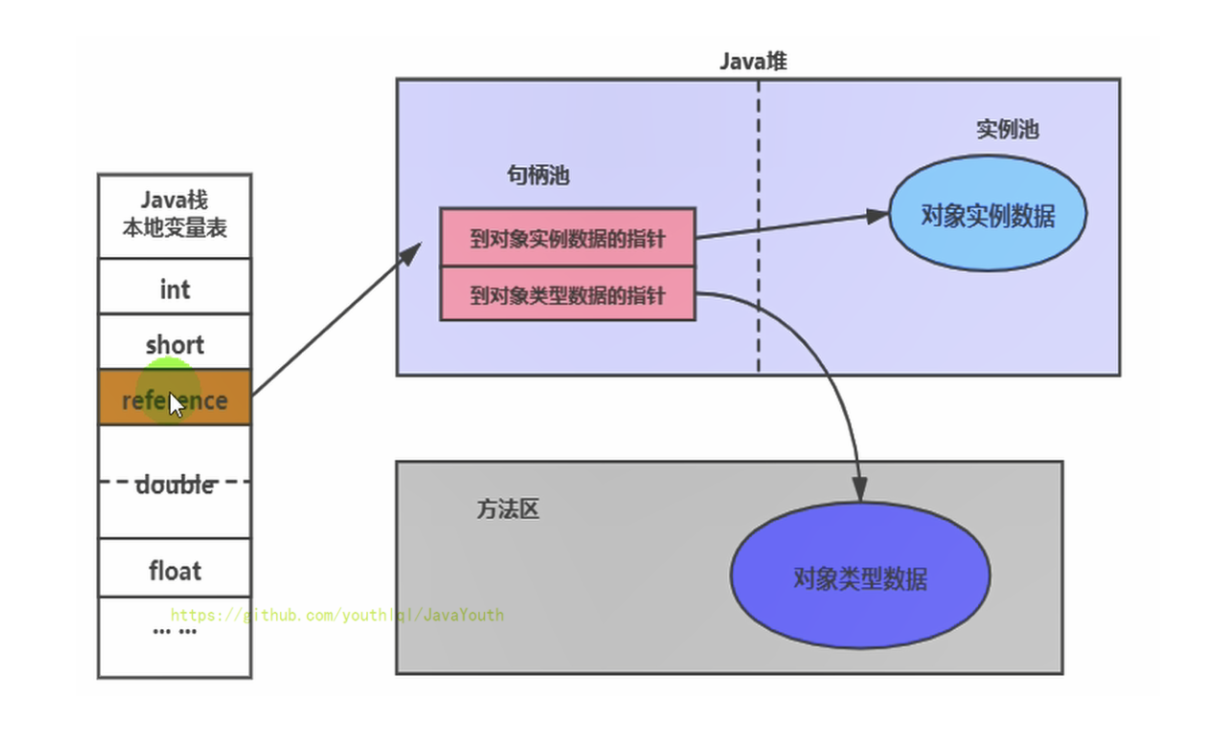 Java堆
实例池
句柄池
Java栈
本地变量表
对象实例数据
到对象实例数据的指针
int
到对象类型数据的指针
short
reference
double
方法区
float
对象类型数据
https://github.com/youthlql/JavaYouth
... ...